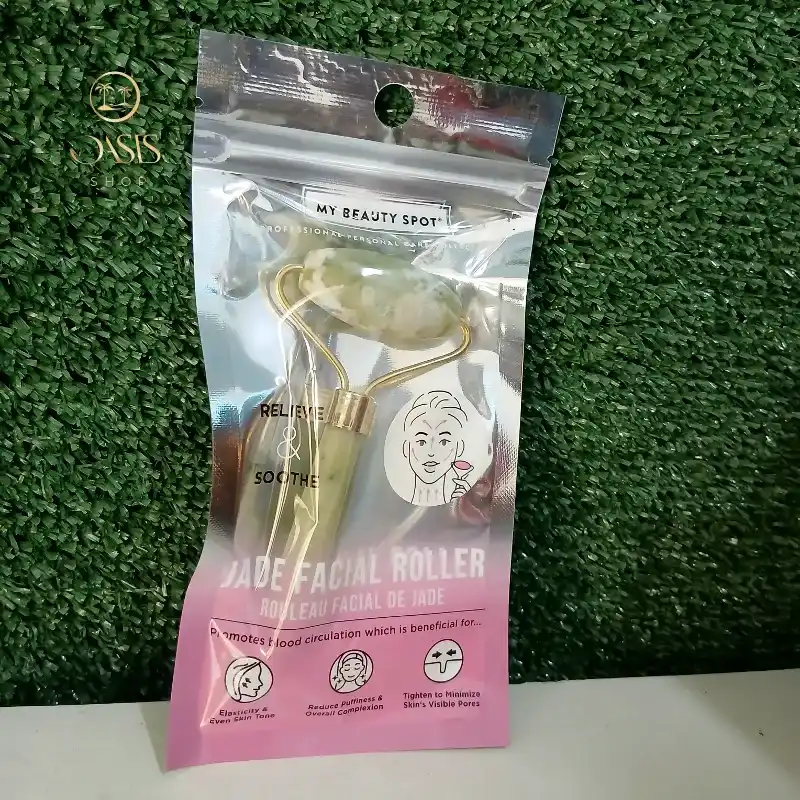 OASIS
SHOP
MY BEAUTY SPOT®
PROFESSIONAL PERSONAL CARE
RELIEVE
&
SOOTHE
JADE FACIAL ROLLER
ROULEAU FACIAL DE JADE
Promotes blood circulation which is beneficial for...
Elasticity &
Even Skin Tone
Reduce Puffiness &
Overall Complexion
Tighten to Minimize
Skin's Visible Pores